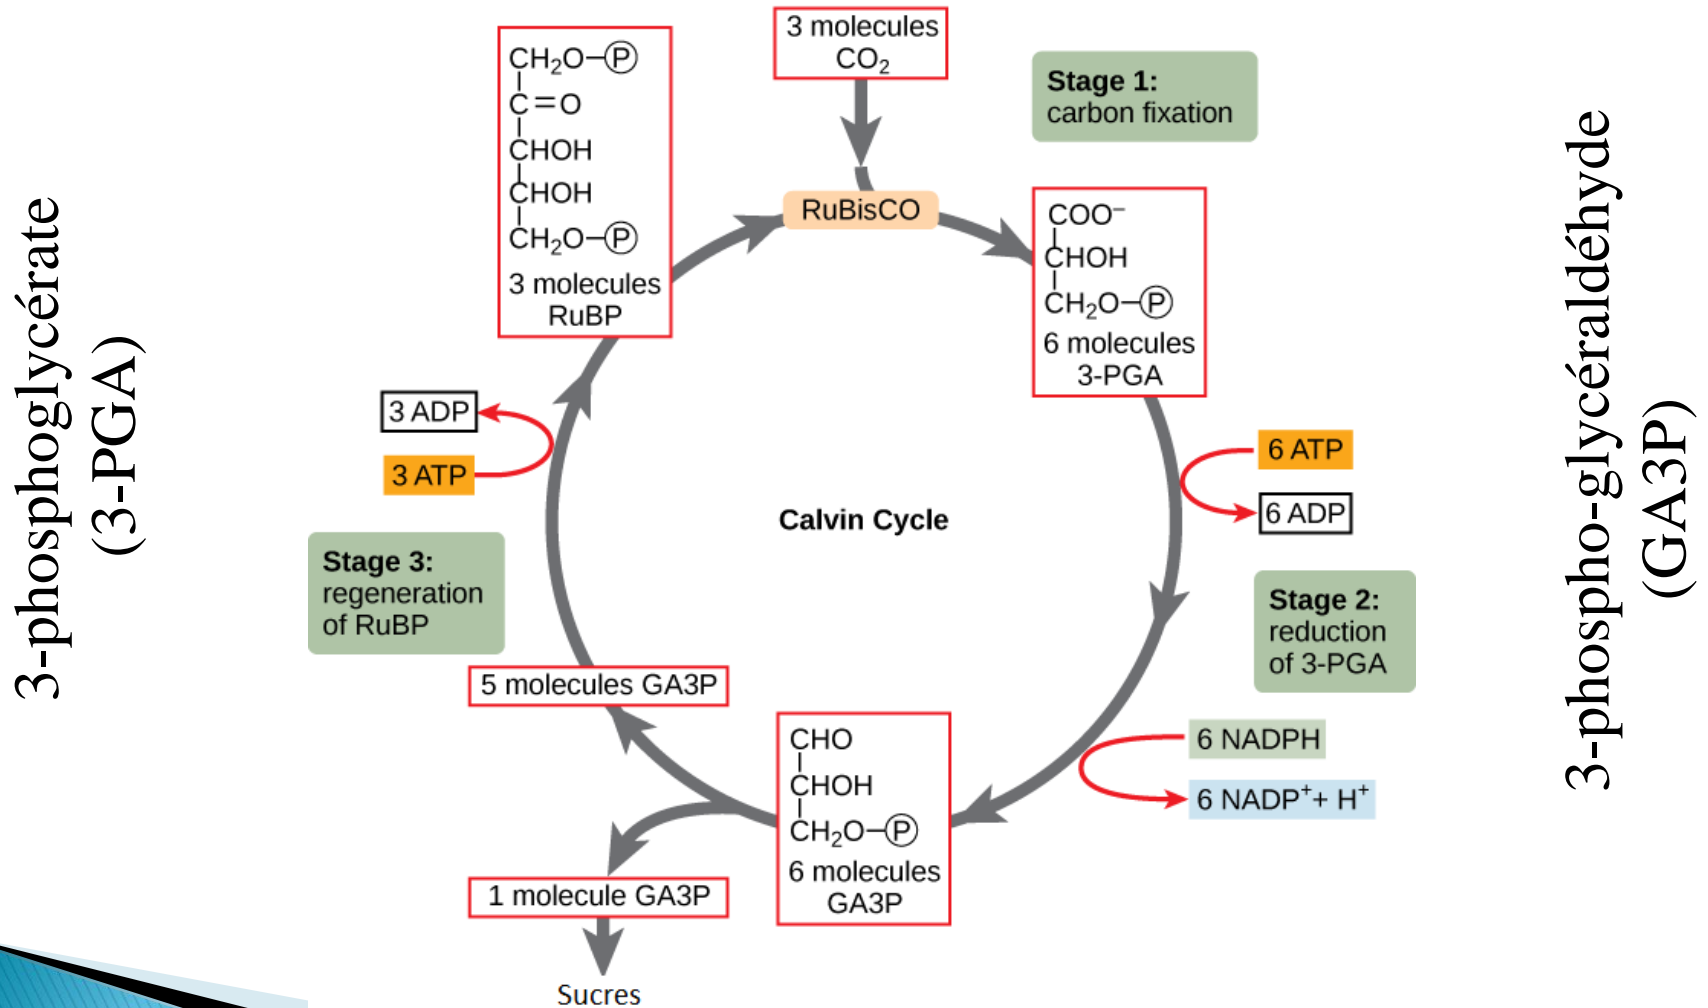 3-phosphoglycérate
(3-PGA)
CH₂O–Ⓟ
C=O
CHOH
CHOH
CH₂O–Ⓟ
3 molecules
RuBP
3 molecules
CO₂
Stage 1:
carbon fixation
RuBisCO
COO⁻
CHOH
CH₂O–Ⓟ
6 molecules
3-PGA
3 ADP
3 ATP
6 ATP
6 ADP
Calvin Cycle
Stage 3:
regeneration
of RuBP
Stage 2:
reduction
of 3-PGA
5 molecules GA3P
6 NADPH
6 NADP⁺+ H⁺
CHO
CHOH
CH₂O–Ⓟ
6 molecules
GA3P
1 molecule GA3P
Sucres
3-phospho-glycéraldéhyde
(GA3P)